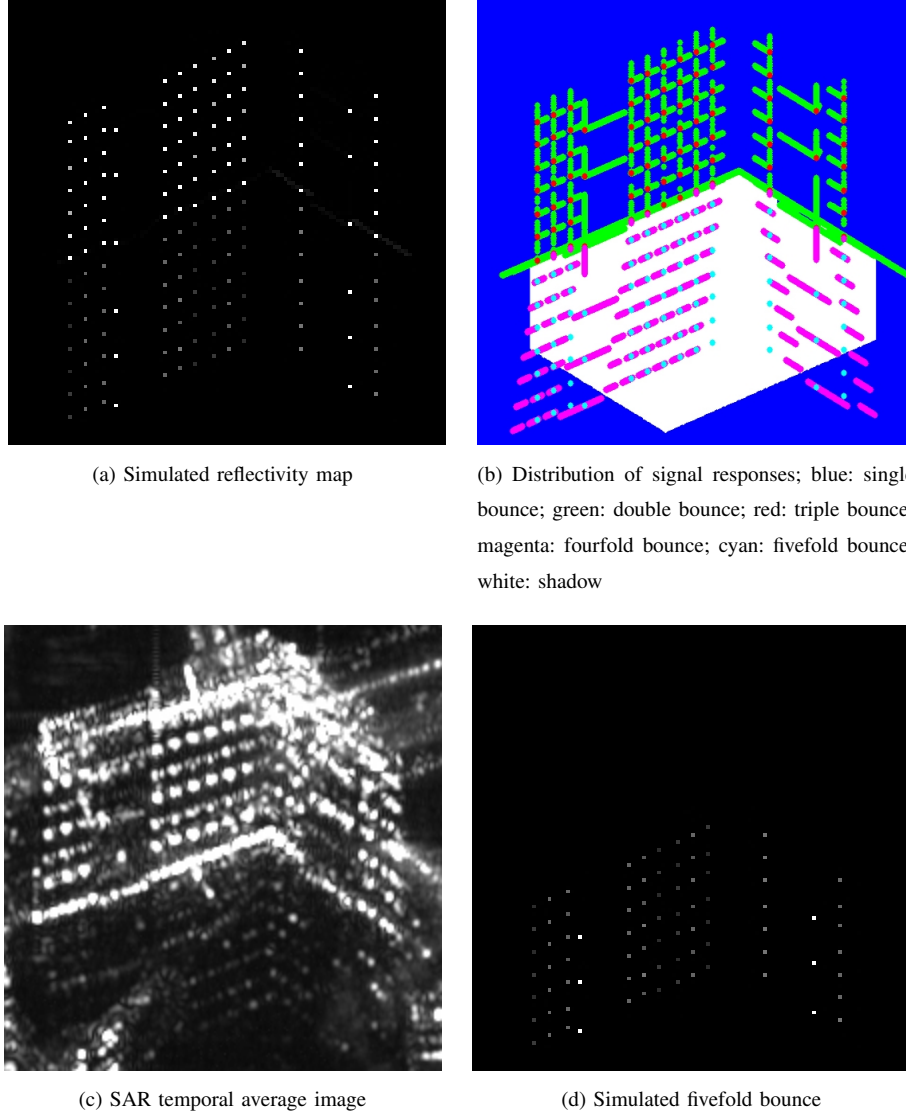 (a) Simulated reflectivity map
(b) Distribution of signal responses; blue: singl
bounce; green: double bounce; red: triple bounce
magenta: fourfold bounce; cyan: fivefold bounce
white: shadow
(c) SAR temporal average image
(d) Simulated fivefold bounce